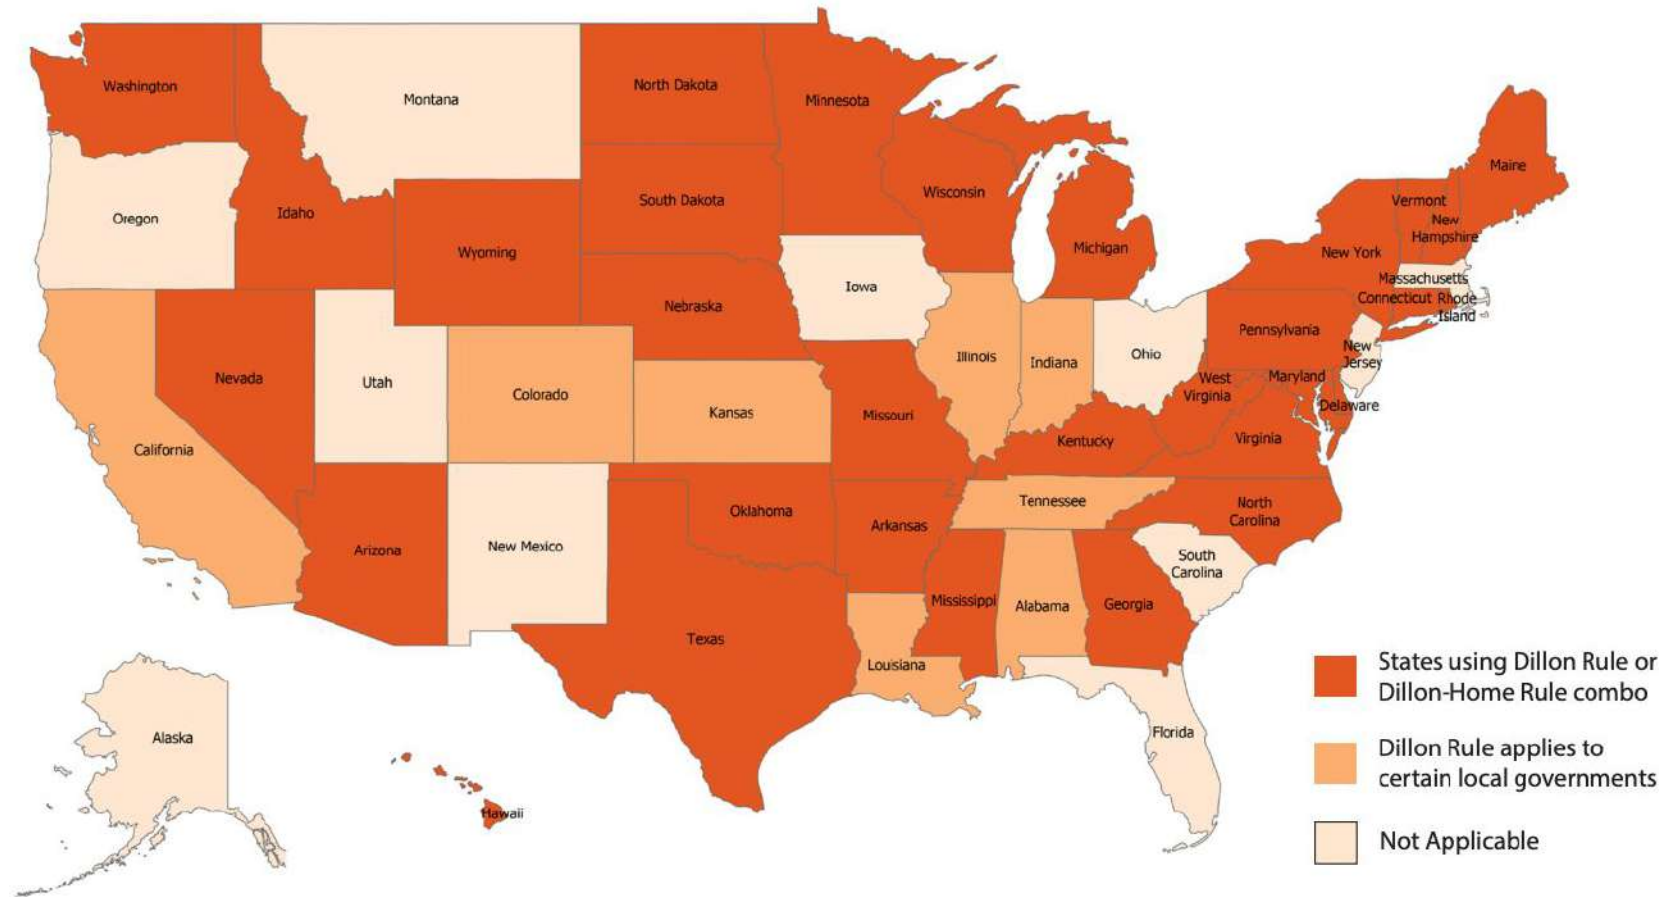 Washington
Montana
North Dakota
Minnesota
Maine
Oregon
Idaho
Wyoming
South Dakota
Wisconsin
Michigan
Vermont
New
Hampshire
New York
Massachusetts
Connecticut
Rhode
Island
Nebraska
Iowa
Pennsylvania
New
Jersey
Nevada
Utah
Colorado
Kansas
Illinois
Indiana
Ohio
West
Virginia
Maryland
Delaware
California
Missouri
Kentucky
Virginia
Arizona
New Mexico
Oklahoma
Arkansas
Tennessee
North
Carolina
South
Carolina
Texas
Louisiana
Mississippi
Alabama
Georgia
Florida
Alaska
Hawaii
States using Dillon Rule or
Dillon-Home Rule combo
Dillon Rule applies to
certain local governments
Not Applicable